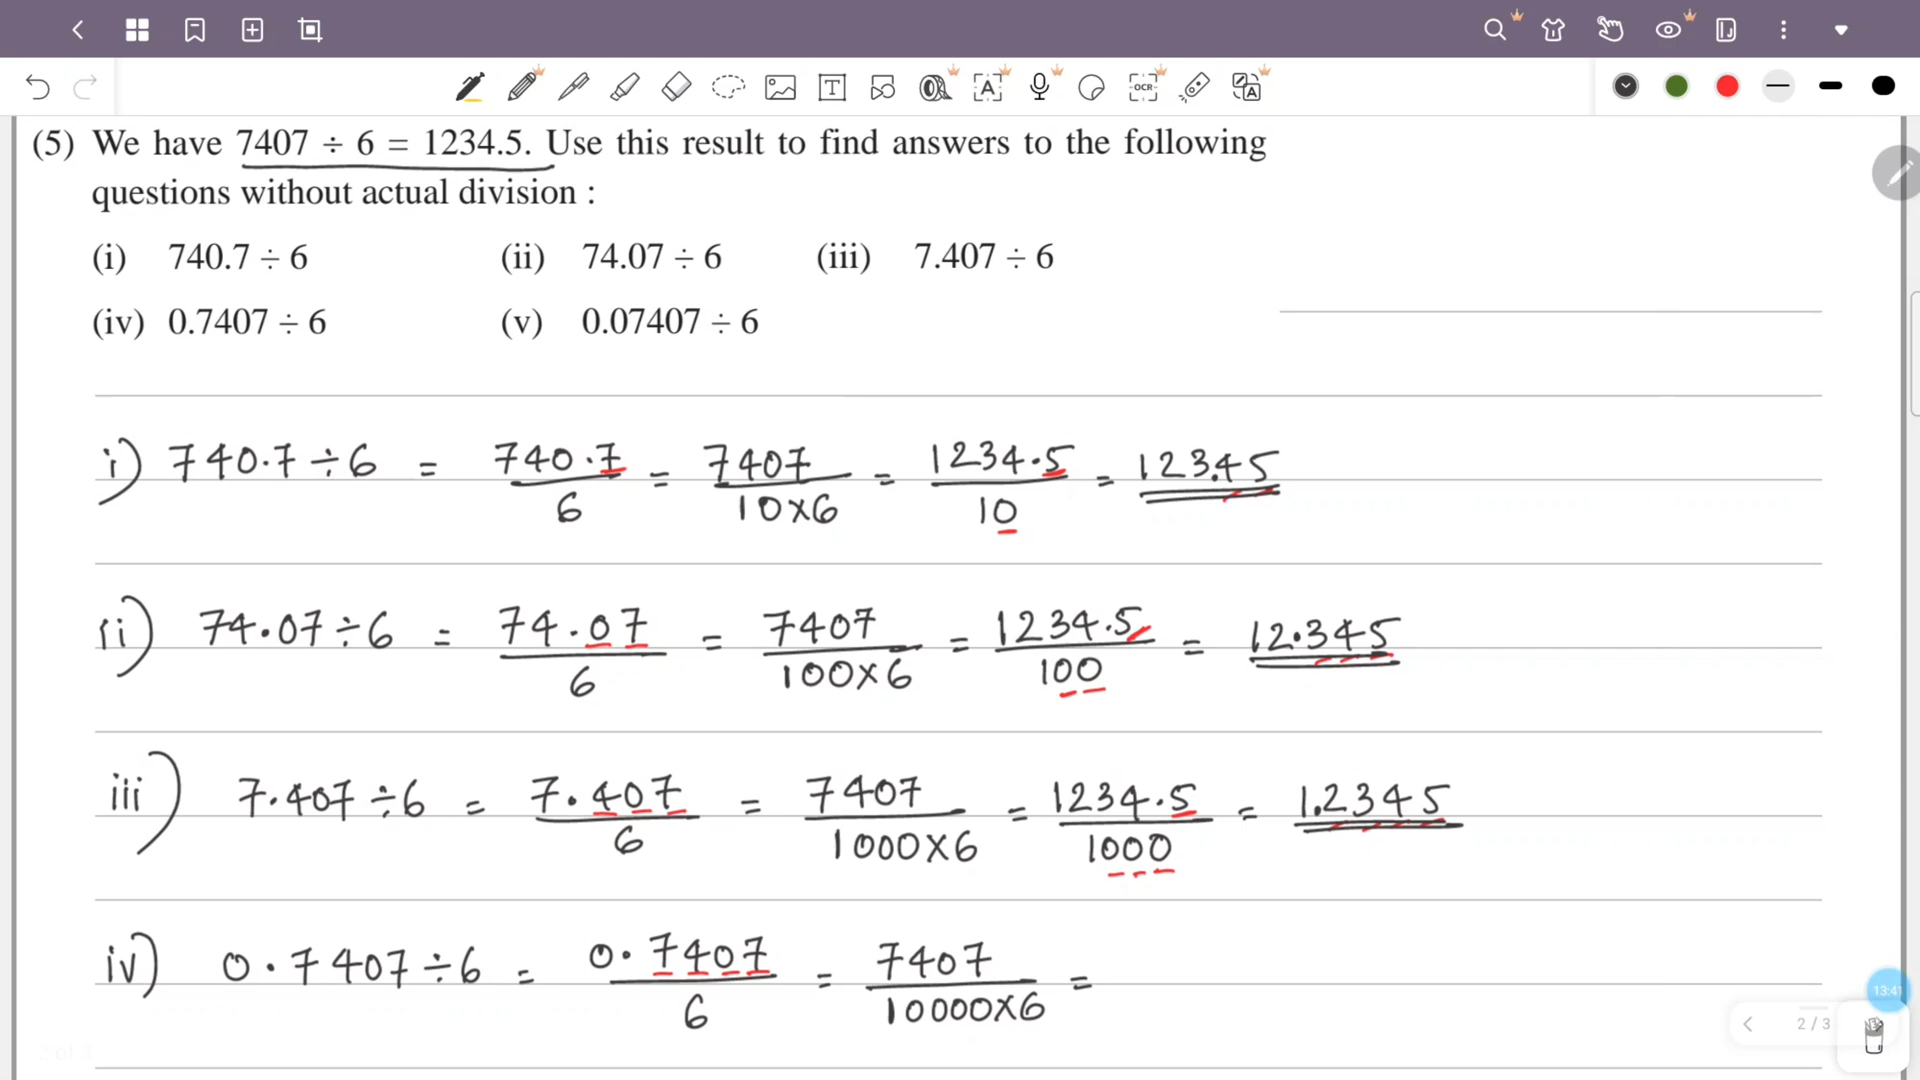 (5) We have 7407 ÷ 6 = 1234.5. Use this result to find answers to the following
questions without actual division :
(i) 740.7 ÷ 6 (ii) 74.07 ÷ 6 (iii) 7.407 ÷ 6
(iv) 0.7407 ÷ 6 (v) 0.07407 ÷ 6
i) 740.7 ÷ 6 = 740.7/6 = 7407/10×6 = 1234.5/10 = 123.45
ii) 74.07 ÷ 6 = 74.07/6 = 7407/100×6 = 1234.5/100 = 12.345
iii) 7.407 ÷ 6 = 7.407/6 = 7407/1000×6 = 1234.5/1000 = 1.2345
iv) 0.7407 ÷ 6 = 0.7407/6 = 7407/10000×6 =
13:41
2 / 3